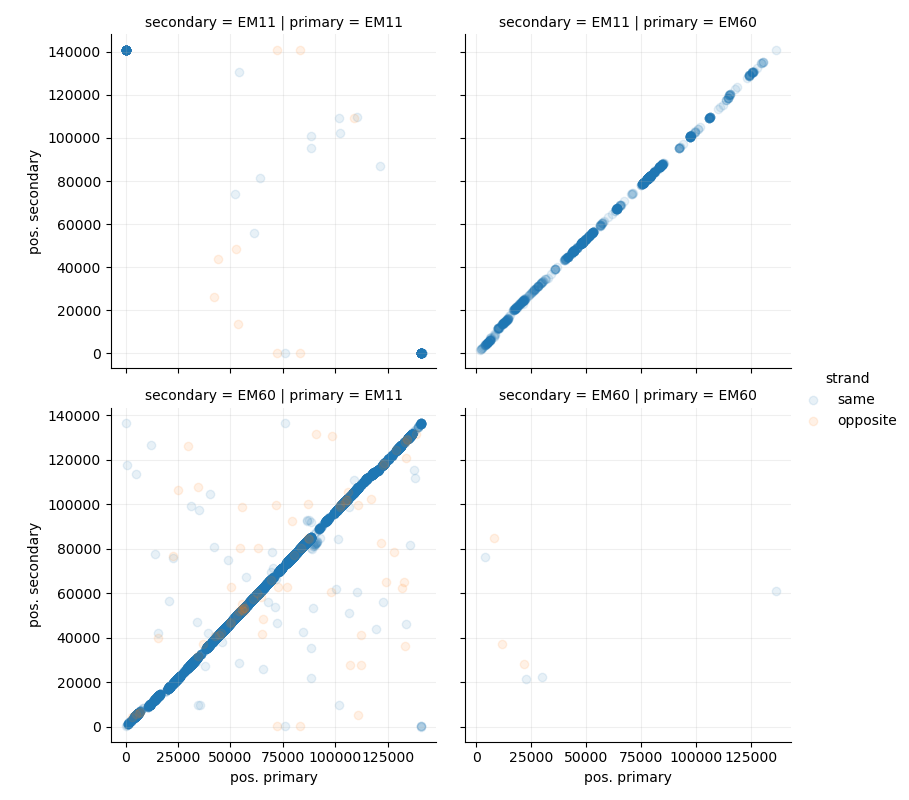 secondary = EM11 | primary = EM11
secondary = EM11 | primary = EM60
140000
120000
100000
80000
60000
40000
20000
0
pos. secondary
strand
same
opposite
secondary = EM60 | primary = EM11
secondary = EM60 | primary = EM60
140000
120000
100000
80000
60000
40000
20000
0
pos. secondary
0 25000 50000 75000 100000 125000
0 25000 50000 75000 100000 125000
pos. primary
pos. primary